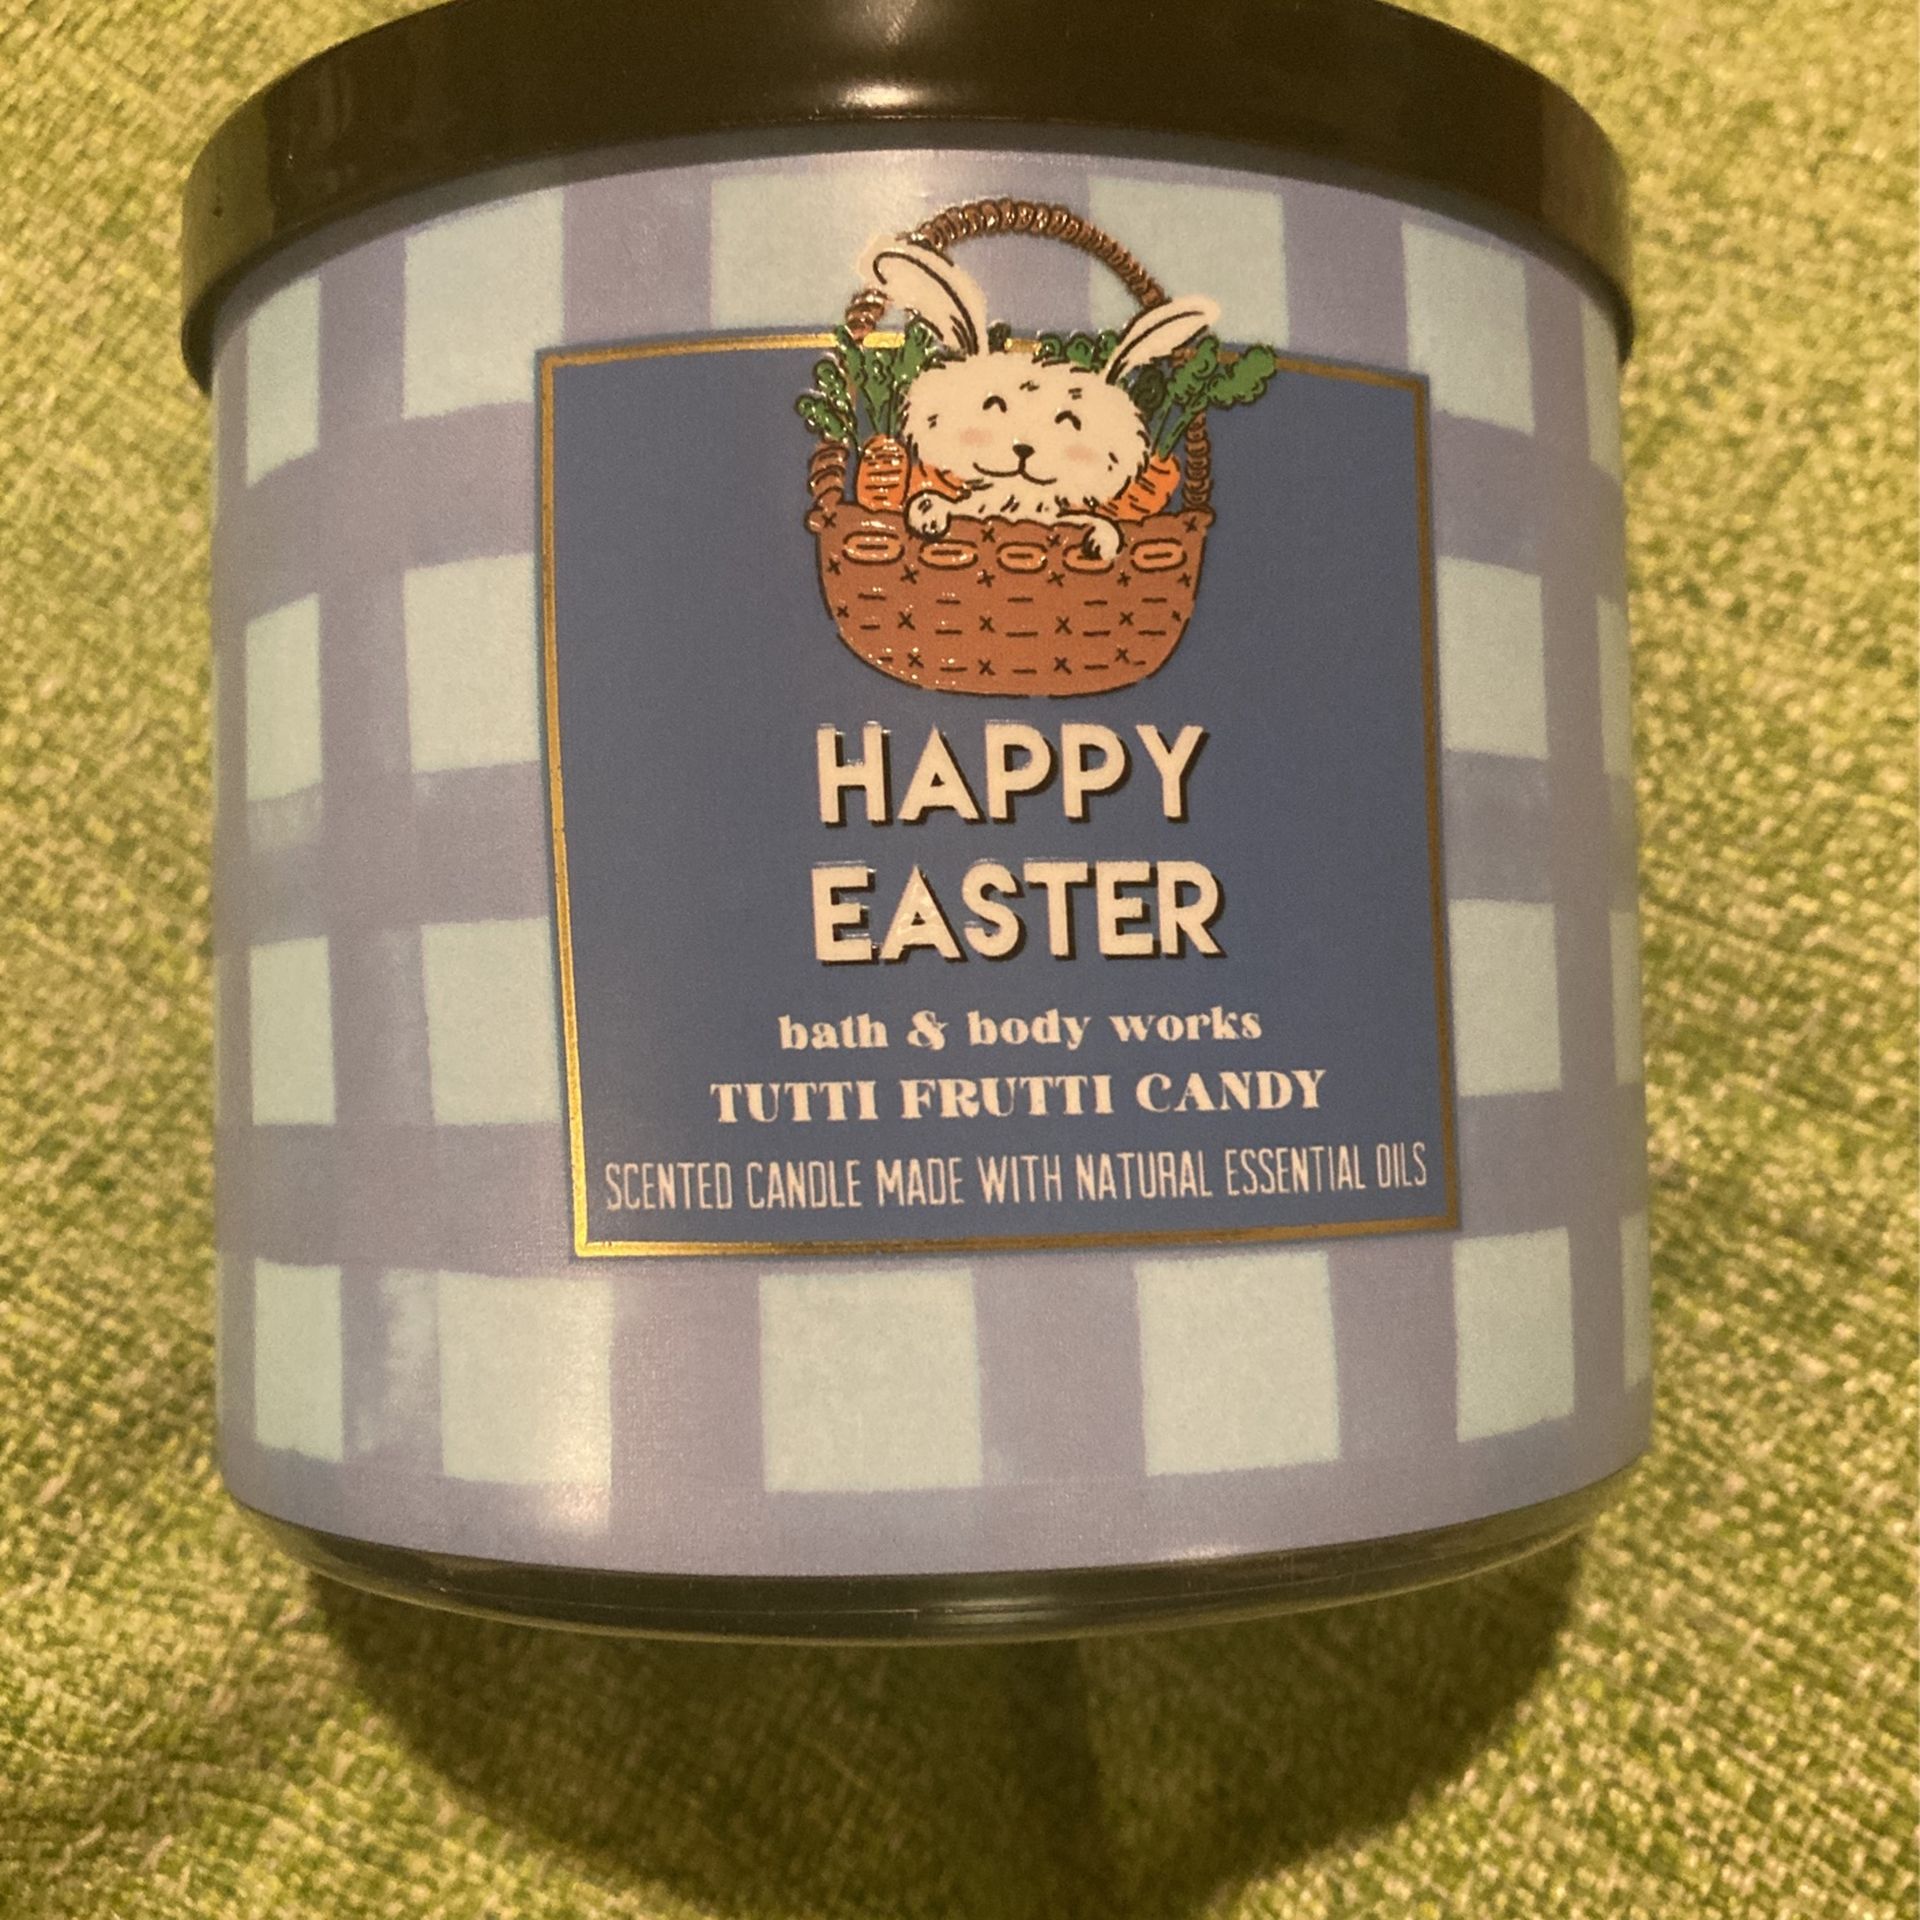 HAPPY
EASTER
bath & body works
TUTTI FRUTTI CANDY
SCENTED CANDLE MADE WITH NATURAL ESSENTIAL OILS